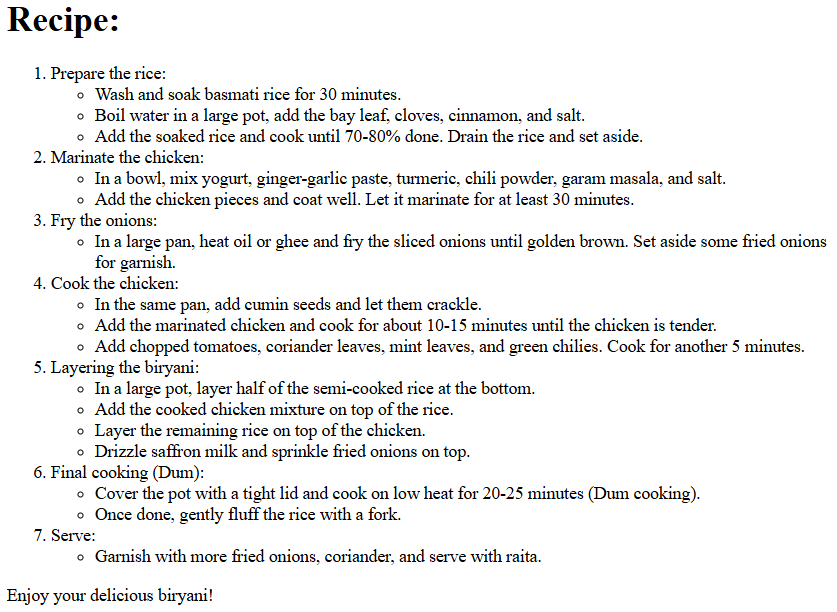 Recipe:
1. Prepare the rice:
◦ Wash and soak basmati rice for 30 minutes.
◦ Boil water in a large pot, add the bay leaf, cloves, cinnamon, and salt.
◦ Add the soaked rice and cook until 70-80% done. Drain the rice and set aside.
2. Marinate the chicken:
◦ In a bowl, mix yogurt, ginger-garlic paste, turmeric, chili powder, garam masala, and salt.
◦ Add the chicken pieces and coat well. Let it marinate for at least 30 minutes.
3. Fry the onions:
◦ In a large pan, heat oil or ghee and fry the sliced onions until golden brown. Set aside some fried onions
for garnish.
4. Cook the chicken:
◦ In the same pan, add cumin seeds and let them crackle.
◦ Add the marinated chicken and cook for about 10-15 minutes until the chicken is tender.
◦ Add chopped tomatoes, coriander leaves, mint leaves, and green chilies. Cook for another 5 minutes.
5. Layering the biryani:
◦ In a large pot, layer half of the semi-cooked rice at the bottom.
◦ Add the cooked chicken mixture on top of the rice.
◦ Layer the remaining rice on top of the chicken.
◦ Drizzle saffron milk and sprinkle fried onions on top.
6. Final cooking (Dum):
◦ Cover the pot with a tight lid and cook on low heat for 20-25 minutes (Dum cooking).
◦ Once done, gently fluff the rice with a fork.
7. Serve:
◦ Garnish with more fried onions, coriander, and serve with raita.
Enjoy your delicious biryani!